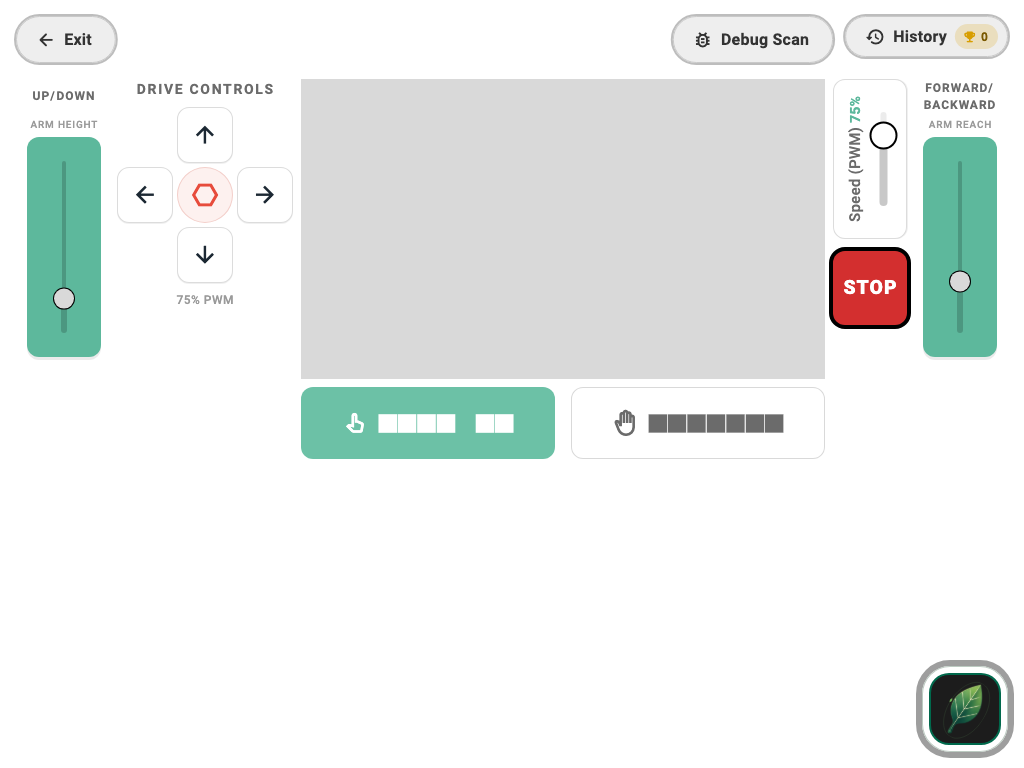 Exit
Debug Scan
History 0
UP/DOWN
ARM HEIGHT
DRIVE CONTROLS
75% PWM
Speed (PWM) 75%
STOP
FORWARD/
BACKWARD
ARM REACH